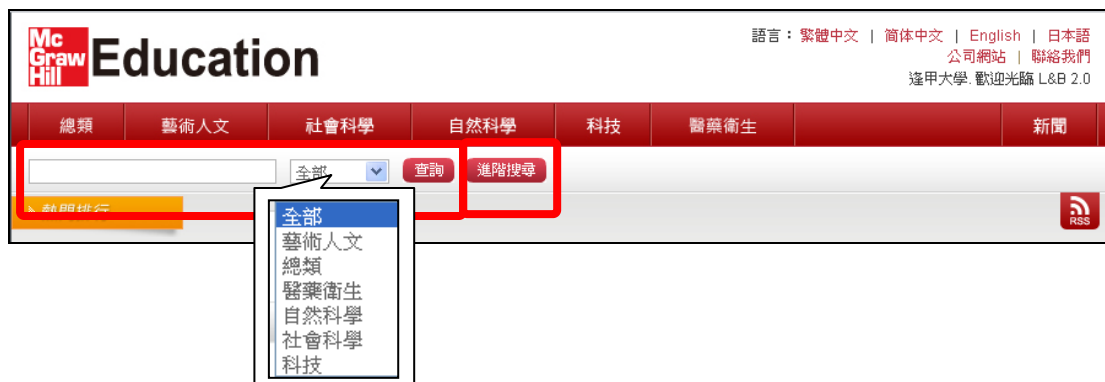 Mc
Graw
Hill Education
語言：繁體中文 | 简体中文 | English | 日本語
公司網站 | 聯絡我們
逢甲大學. 歡迎光臨 L&B 2.0
總類 藝術人文 社會科學 自然科學 科技 醫藥衛生 新聞
全部 查詢 進階搜尋
熱門排行
RSS
全部
藝術人文
總類
醫藥衛生
自然科學
社會科學
科技